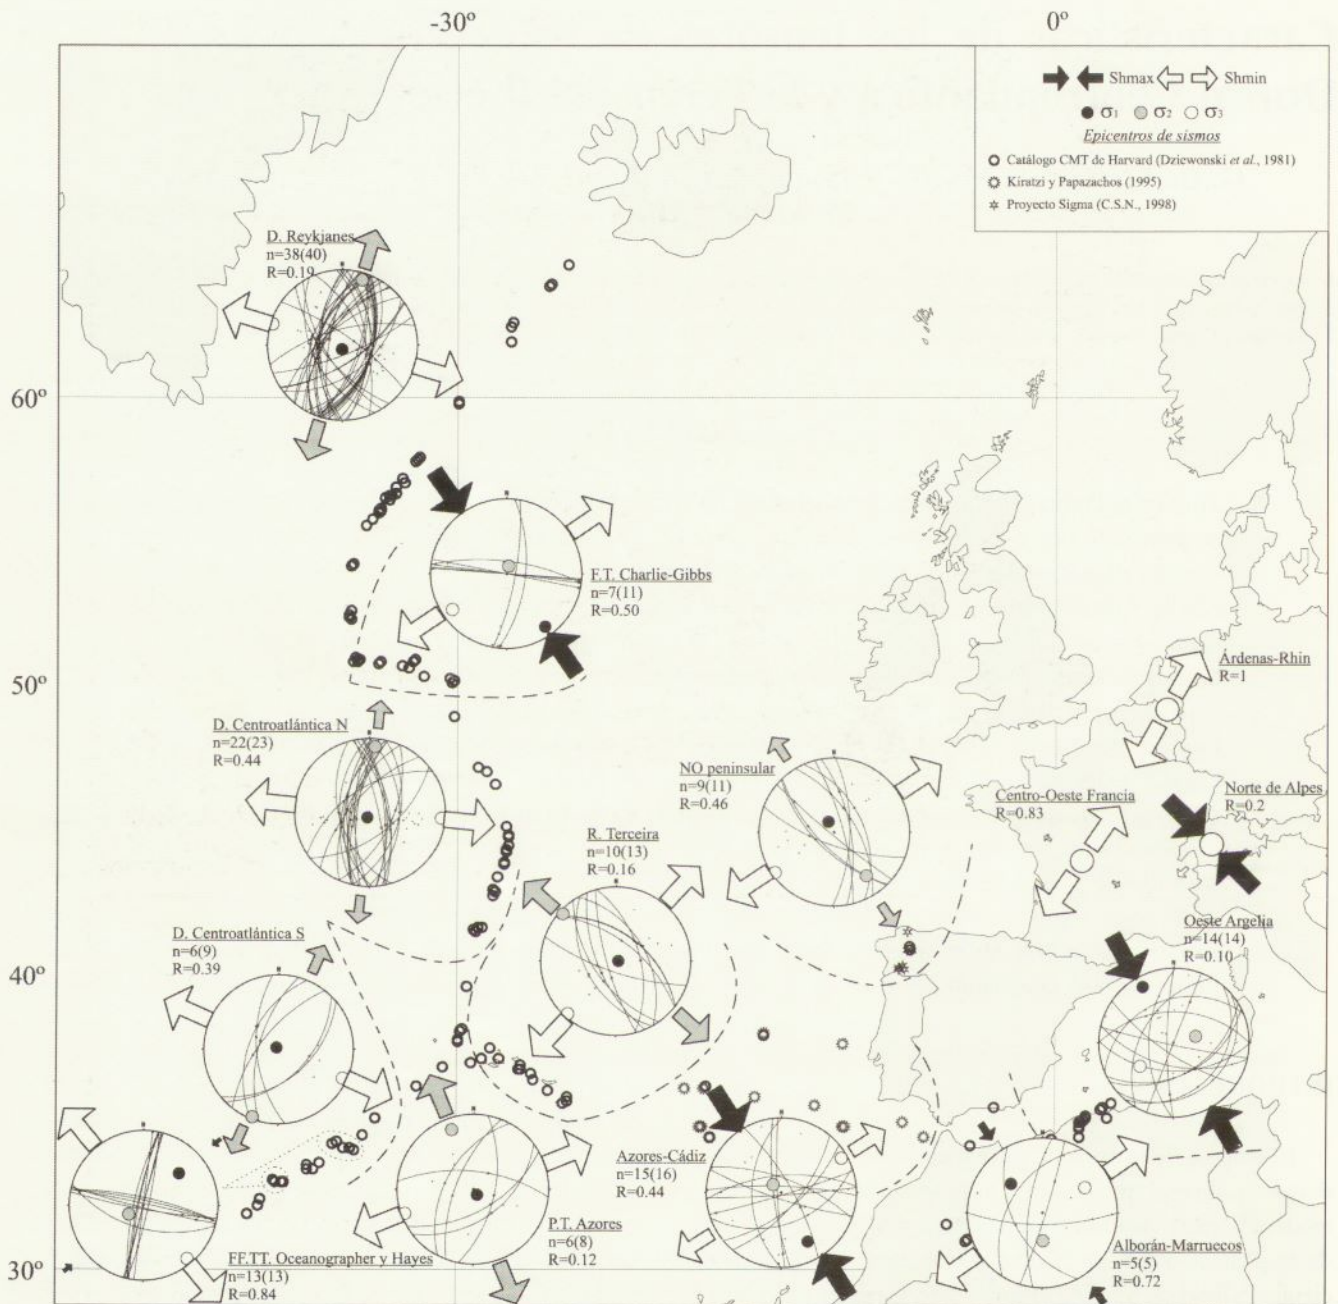 -30º
0º
Shmax
Shmin
σ1
σ2
σ3
Epicentros de sismos
Catálogo CMT de Harvard (Dziewonski et al., 1981)
Kiratzi y Papazachos (1995)
Proyecto Sigma (C.S.N., 1998)
D. Reykjanes
n=38(40)
R=0.19
60º
F.T. Charlie-Gibbs
n=7(11)
R=0.50
Árdenas-Rhin
R=1
50º
D. Centroatlántica N
n=22(23)
R=0.44
NO peninsular
n=9(11)
R=0.46
Centro-Oeste Francia
R=0.83
Norte de Alpes
R=0.2
R. Terceira
n=10(13)
R=0.16
Oeste Argelia
n=14(14)
R=0.10
D. Centroatlántica S
n=6(9)
R=0.39
40º
Azores-Cádiz
n=15(16)
R=0.44
P.T. Azores
n=6(8)
R=0.12
Alborán-Marruecos
n=5(5)
R=0.72
FF.TT. Oceanographer y Hayes
n=13(13)
R=0.84
30º